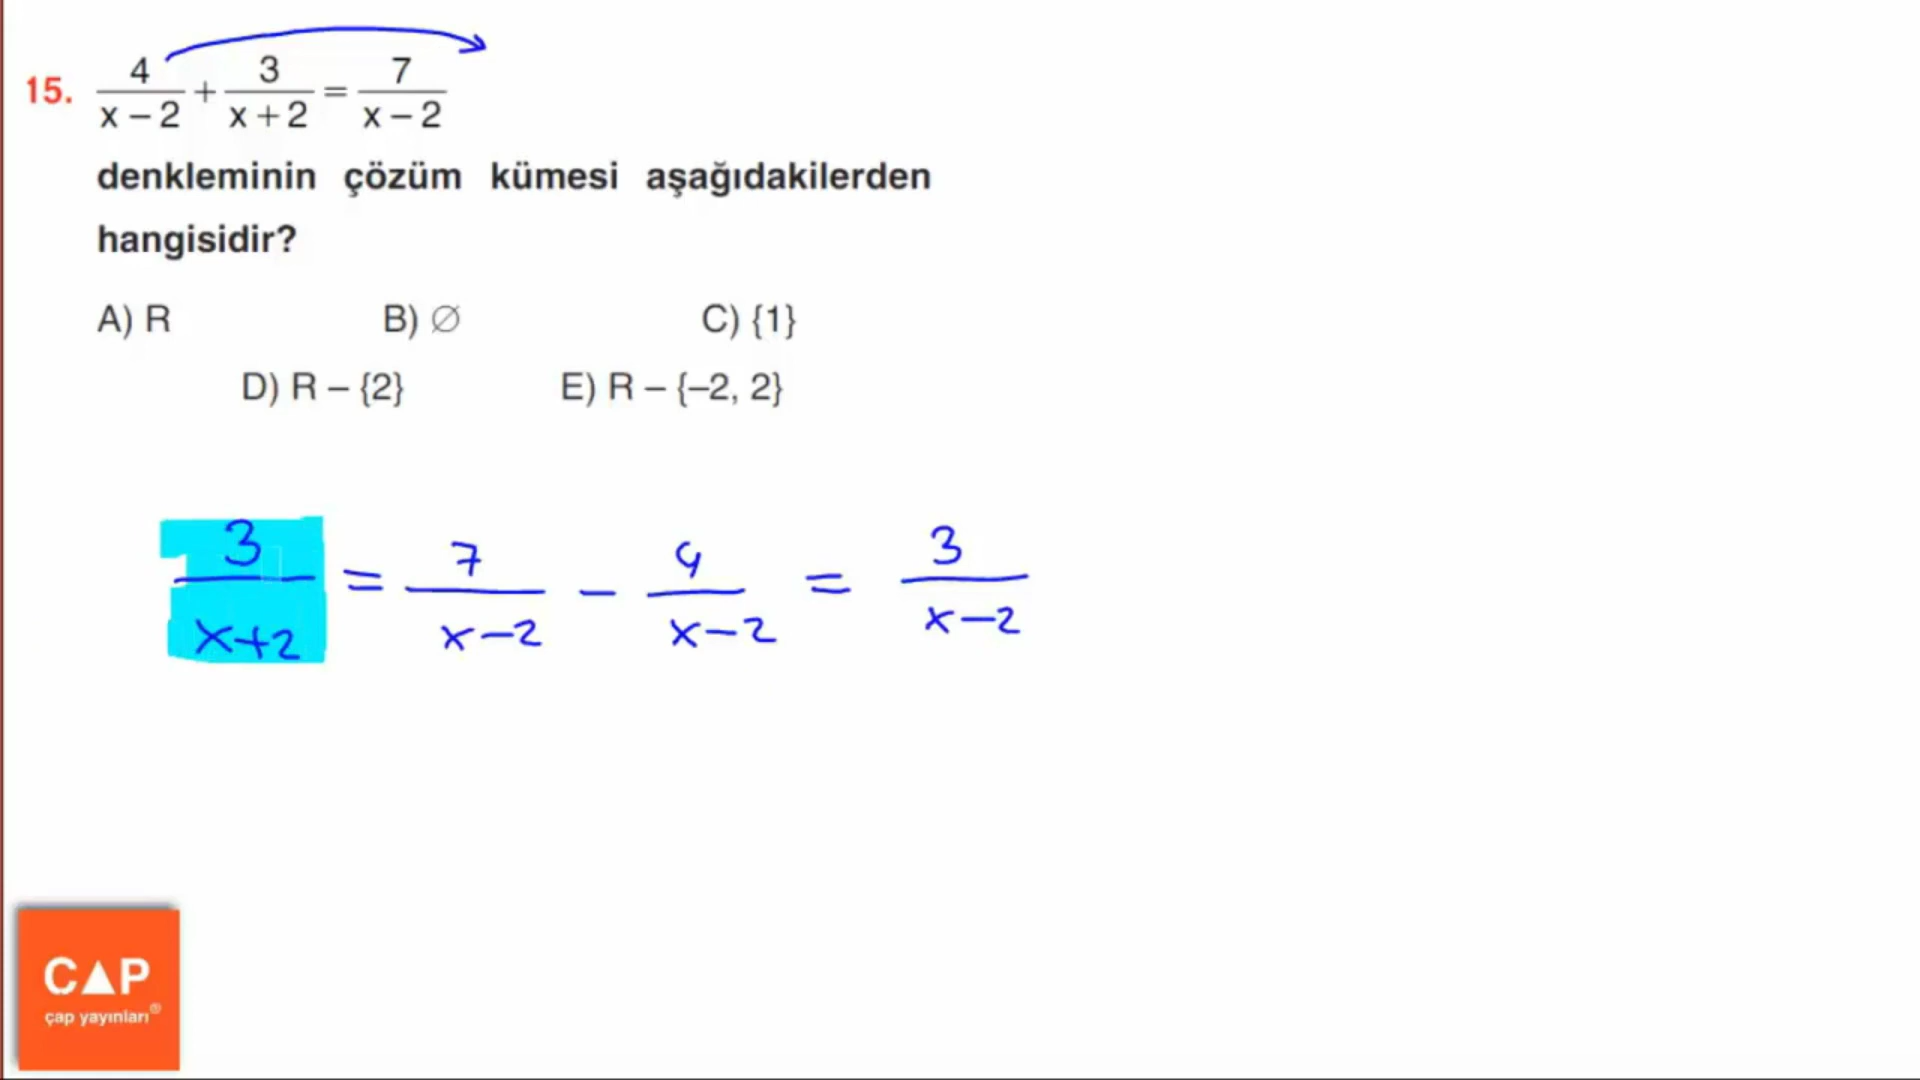 15. 4/(x – 2) + 3/(x + 2) = 7/(x – 2)
denkleminin çözüm kümesi aşağıdakilerden
hangisidir?
A) R B) ∅ C) {1}
D) R – {2} E) R – {–2, 2}
3/(x+2) = 7/(x–2) – 4/(x–2) = 3/(x–2)
CAP
çap yayınları®